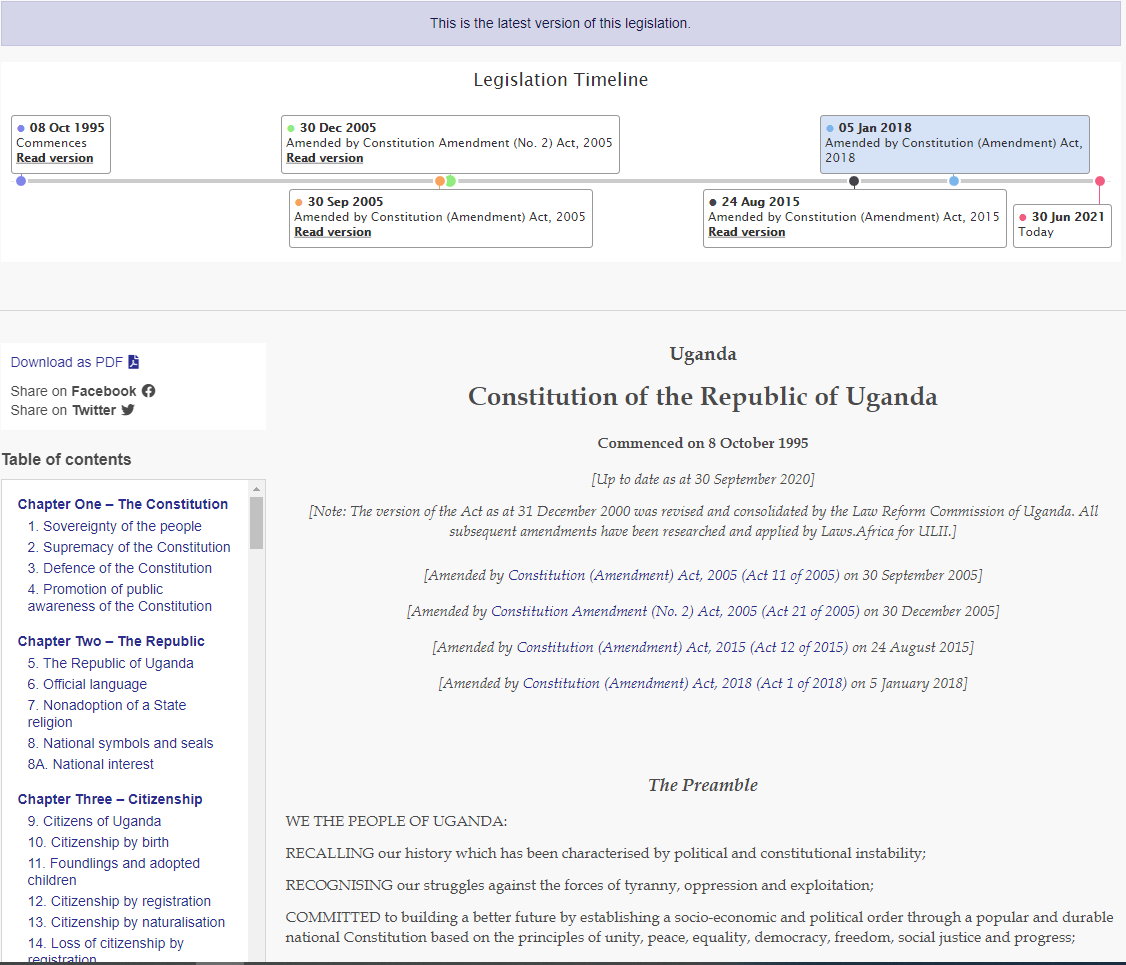 This is the latest version of this legislation.
Legislation Timeline
08 Oct 1995
Commences
Read version
30 Dec 2005
Amended by Constitution Amendment (No. 2) Act, 2005
Read version
05 Jan 2018
Amended by Constitution (Amendment) Act,
2018
30 Sep 2005
Amended by Constitution (Amendment) Act, 2005
Read version
24 Aug 2015
Amended by Constitution (Amendment) Act, 2015
Read version
30 Jun 2021
Today
Download as PDF
Share on Facebook
Share on Twitter
Table of contents
Chapter One – The Constitution
1. Sovereignty of the people
2. Supremacy of the Constitution
3. Defence of the Constitution
4. Promotion of public
awareness of the Constitution
Chapter Two – The Republic
5. The Republic of Uganda
6. Official language
7. Nonadoption of a State
religion
8. National symbols and seals
8A. National interest
Chapter Three – Citizenship
9. Citizens of Uganda
10. Citizenship by birth
11. Foundlings and adopted
children
12. Citizenship by registration
13. Citizenship by naturalisation
14. Loss of citizenship by
registration
Uganda
Constitution of the Republic of Uganda
Commenced on 8 October 1995
[Up to date as at 30 September 2020]
[Note: The version of the Act as at 31 December 2000 was revised and consolidated by the Law Reform Commission of Uganda. All
subsequent amendments have been researched and applied by Laws.Africa for ULII.]
[Amended by Constitution (Amendment) Act, 2005 (Act 11 of 2005) on 30 September 2005]
[Amended by Constitution Amendment (No. 2) Act, 2005 (Act 21 of 2005) on 30 December 2005]
[Amended by Constitution (Amendment) Act, 2015 (Act 12 of 2015) on 24 August 2015]
[Amended by Constitution (Amendment) Act, 2018 (Act 1 of 2018) on 5 January 2018]
The Preamble
WE THE PEOPLE OF UGANDA:
RECALLING our history which has been characterised by political and constitutional instability;
RECOGNISING our struggles against the forces of tyranny, oppression and exploitation;
COMMITTED to building a better future by establishing a socio-economic and political order through a popular and durable
national Constitution based on the principles of unity, peace, equality, democracy, freedom, social justice and progress;